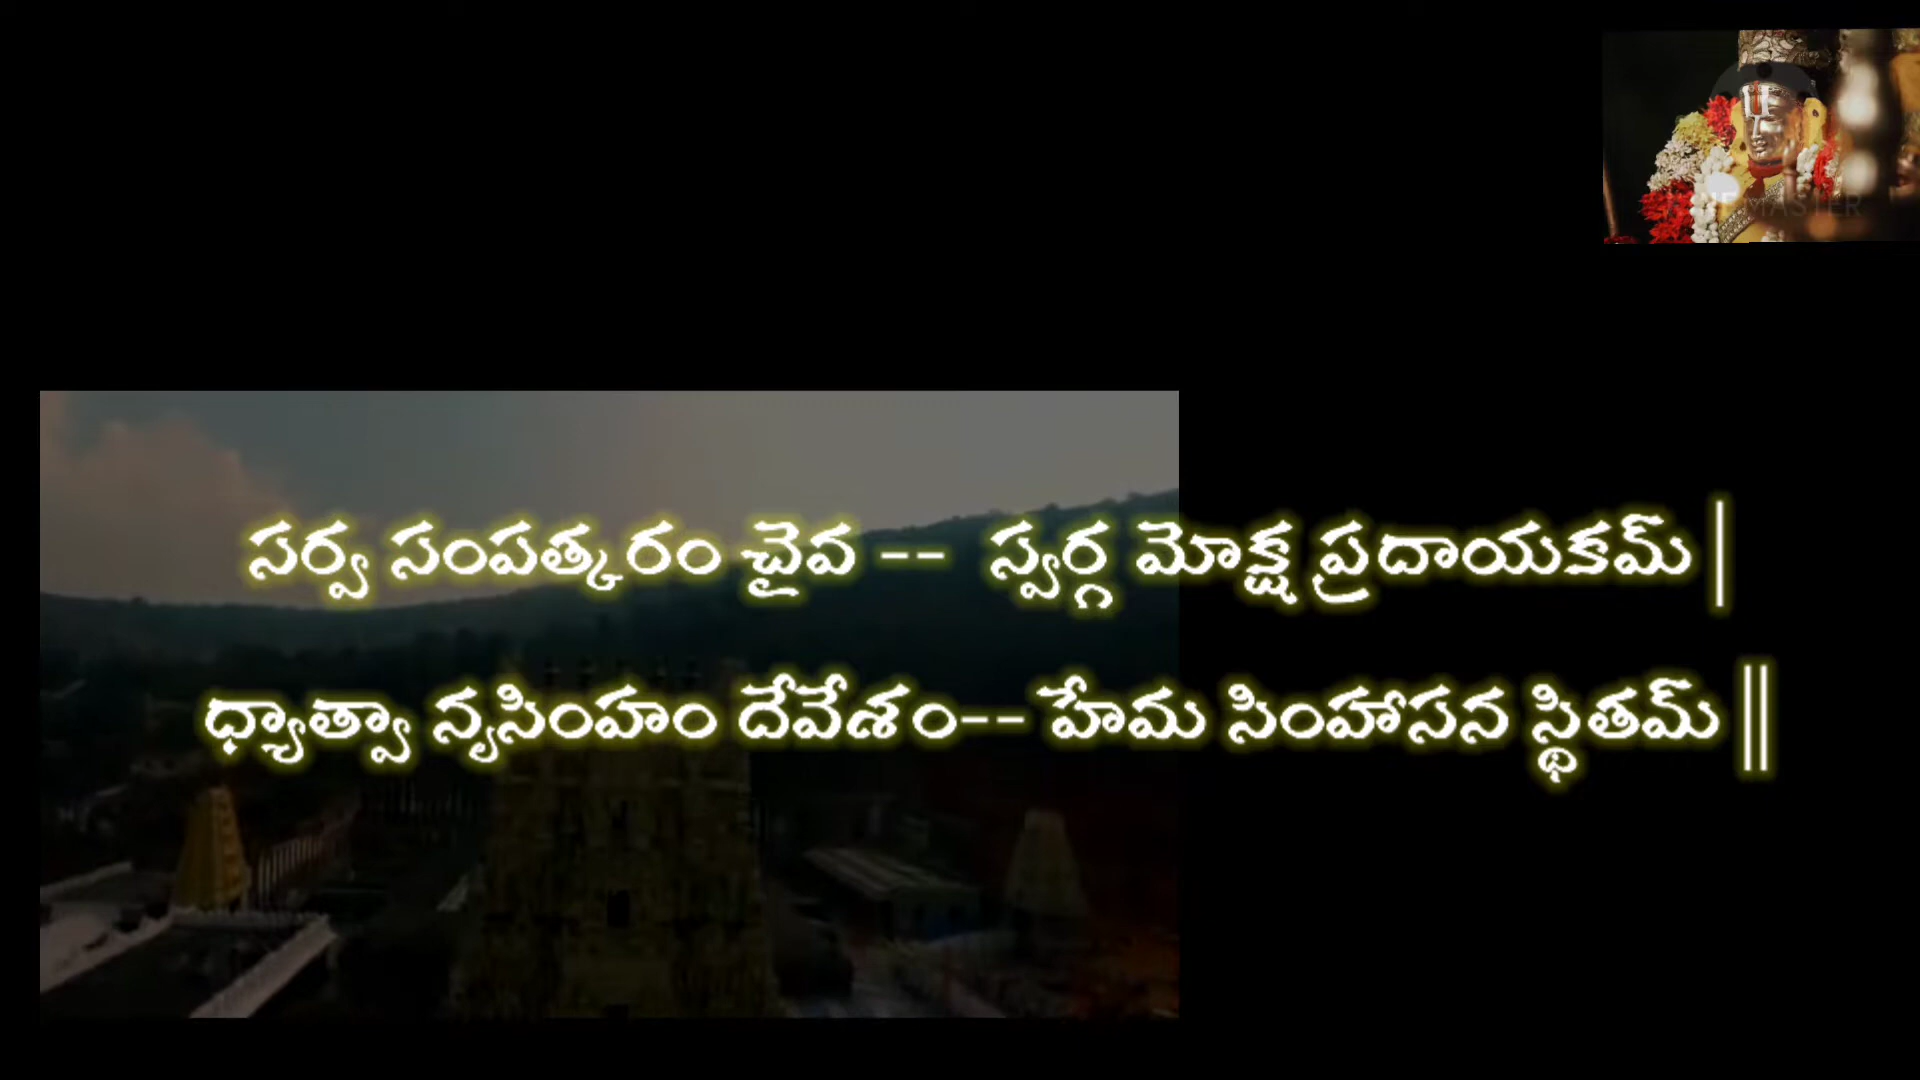 సర్వ సంపత్కరం చైవ -- స్వర్గ మోక్ష ప్రదాయకమ్ |
ధ్యాత్వా నృసింహం దేవేశం-- హేమ సింహాసన స్థితమ్ ||